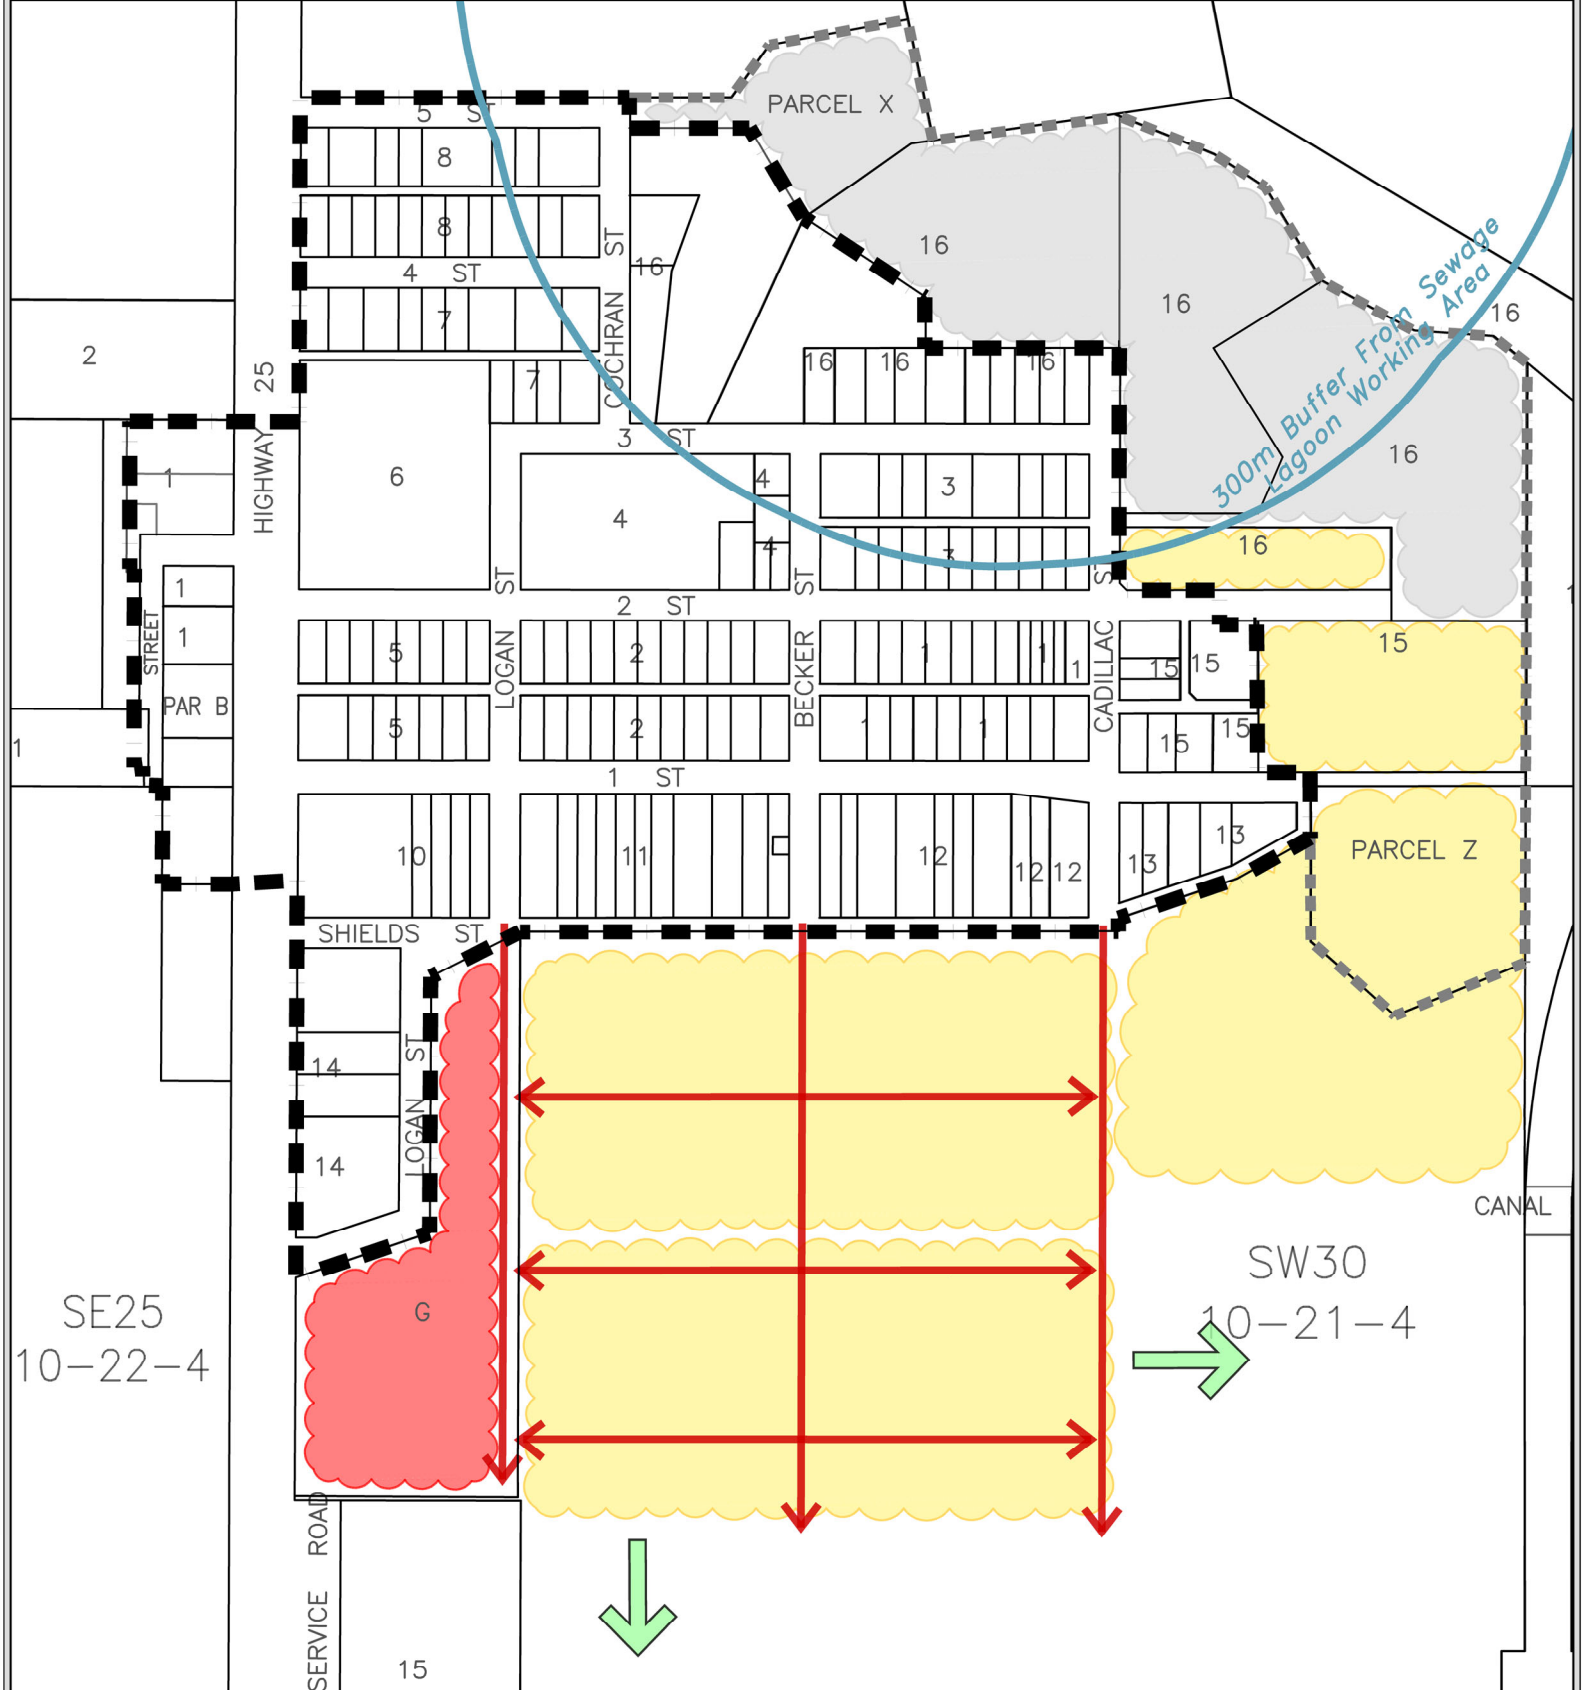 PARCEL X
5 ST
8
8
4 ST
7
7
COCHRAN ST
16
16
16
16
16
16
16
16
300m Buffer From Sewage
Lagoon Working Area
2
HIGHWAY 25
1
6
3 ST
4
4
4
3
3
16
16
ST
2 ST
1
1
STREET
PAR B
1
5
5
LOGAN ST
2
2
BECKER ST
1
1
1
1
1
CADILLAC
15
15
15
15
15
1 ST
10
11
12
12
12
13
13
PARCEL Z
SHIELDS ST
14
14
LOGAN ST
G
CANAL
SE25
10-22-4
SW30
10-21-4
SERVICE ROAD
15